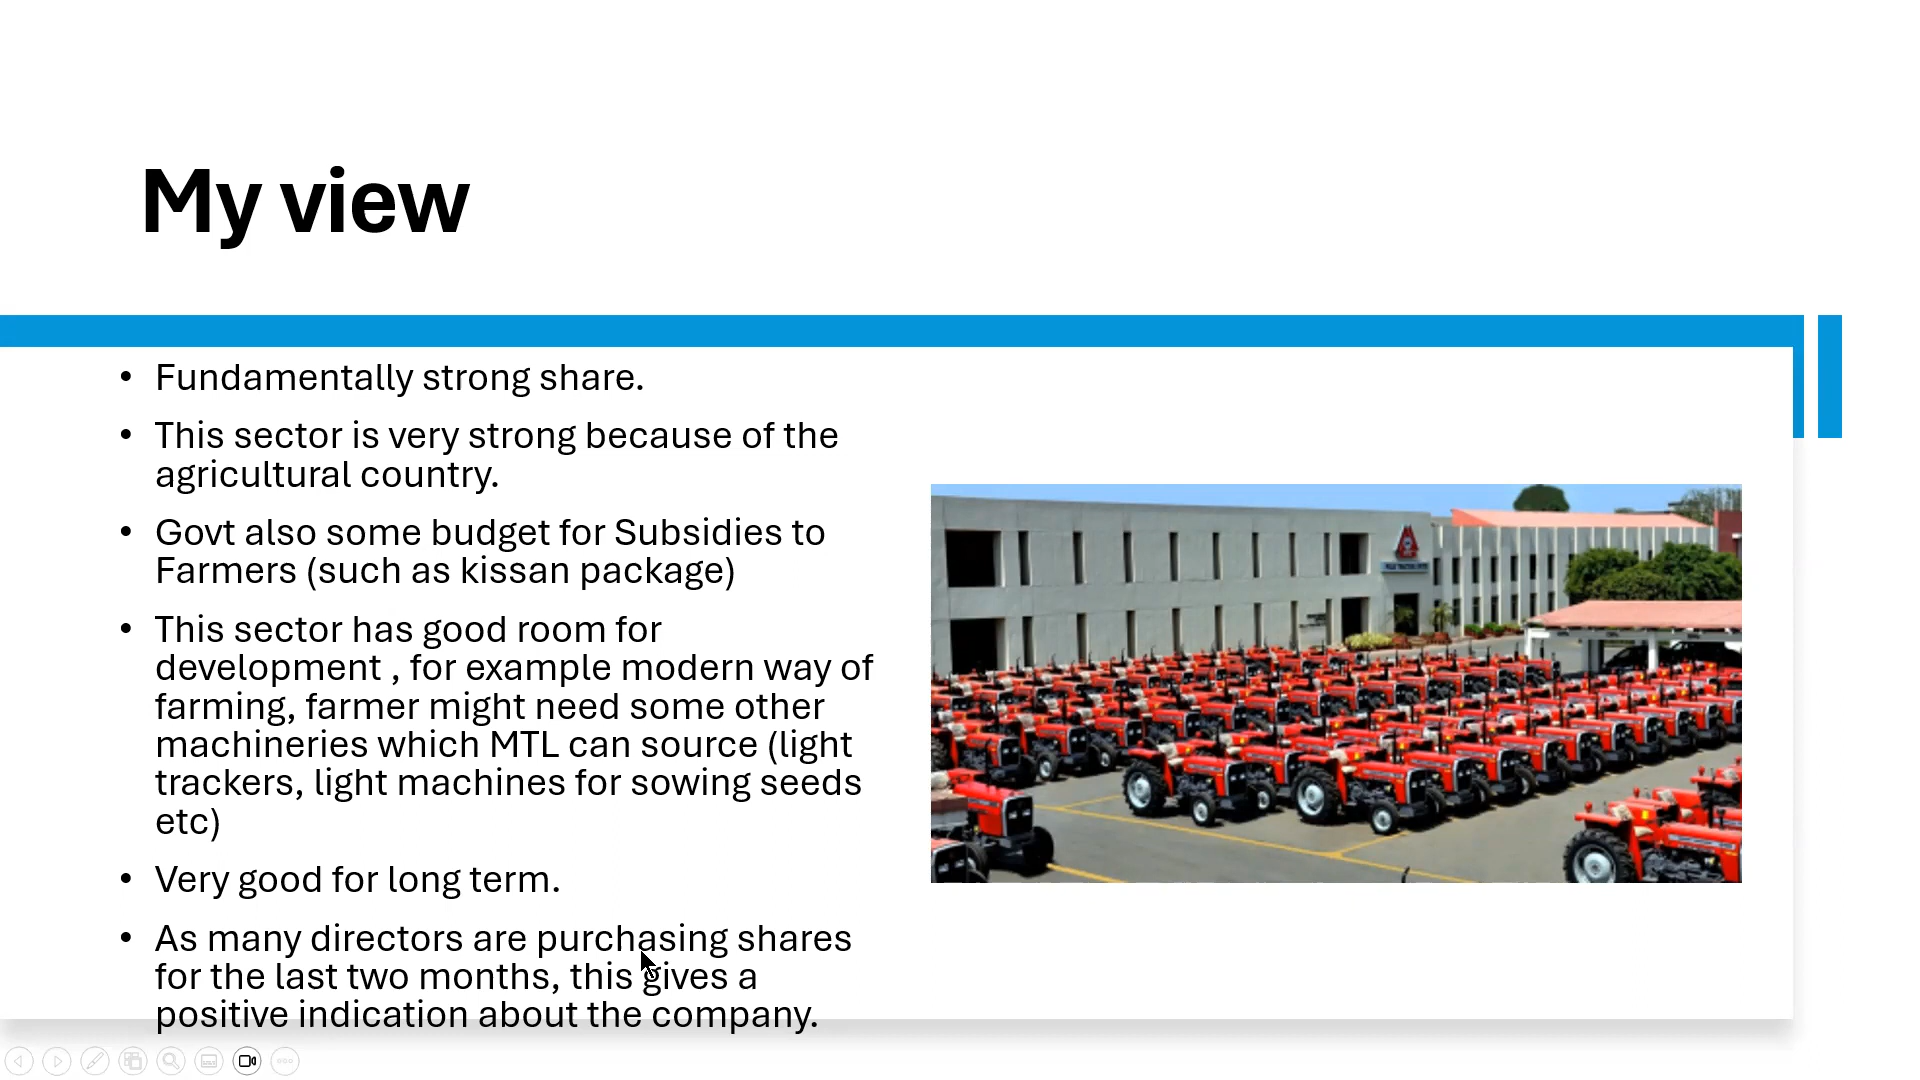 My view
• Fundamentally strong share.
• This sector is very strong because of the
agricultural country.
• Govt also some budget for Subsidies to
Farmers (such as kissan package)
• This sector has good room for
development , for example modern way of
farming, farmer might need some other
machineries which MTL can source (light
trackers, light machines for sowing seeds
etc)
• Very good for long term.
• As many directors are purchasing shares
for the last two months, this gives a
positive indication about the company.